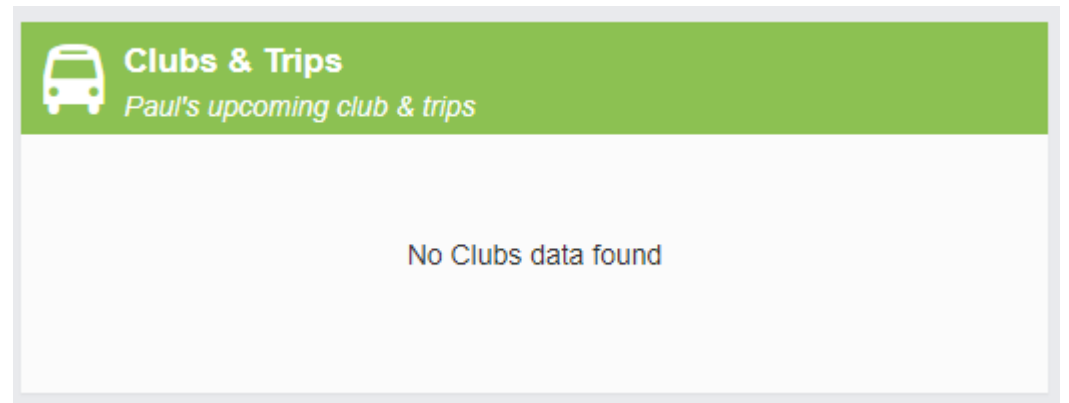 Clubs & Trips
Paul's upcoming club & trips
No Clubs data found